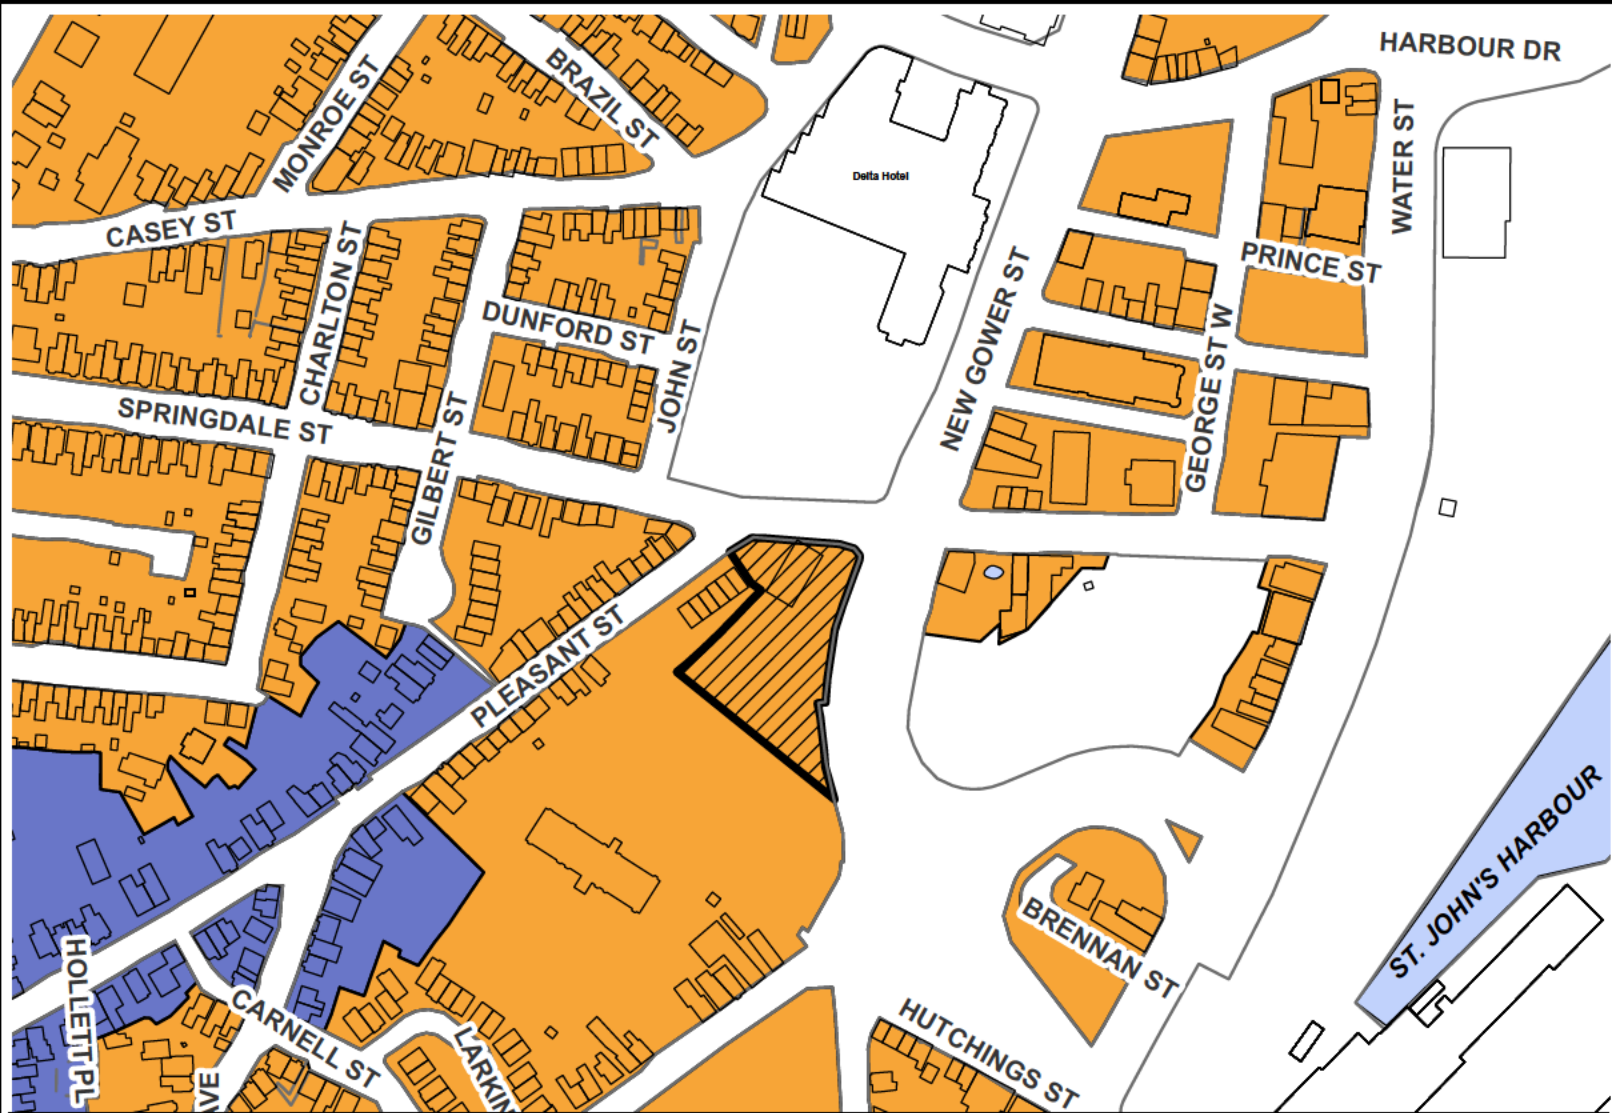 HARBOUR DR
BRAZIL ST
MONROE ST
WATER ST
Delta Hotel
CASEY ST
CHARLTON ST
PRINCE ST
DUNFORD ST
JOHN ST
NEW GOWER ST
GEORGE ST W
SPRINGDALE ST
GILBERT ST
PLEASANT ST
ST. JOHN'S HARBOUR
BRENNAN ST
HOLLETT PL
CARNELL ST
HUTCHINGS ST
LARKIN
AVE